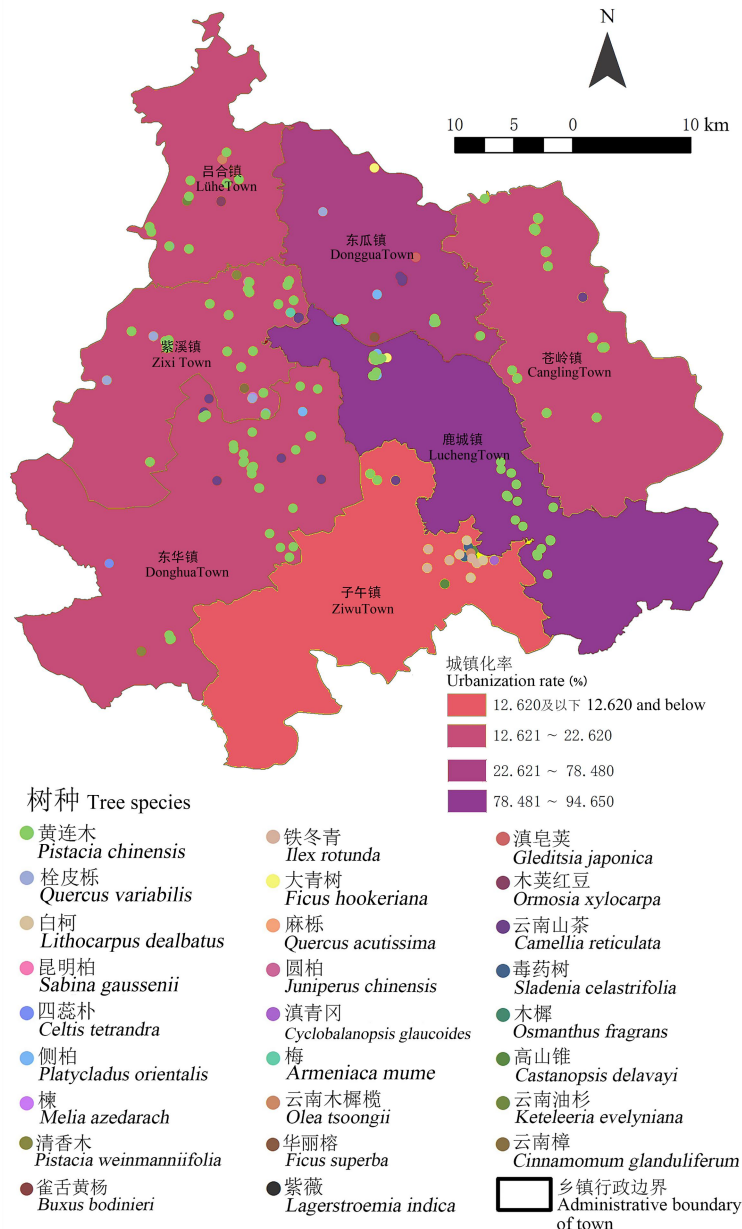 N
10 5 0 10 km
吕合镇
LüheTown
东瓜镇
DongguaTown
紫溪镇
Zixi Town
苍岭镇
CanglingTown
鹿城镇
LuchengTown
东华镇
DonghuaTown
子午镇
ZiwuTown
城镇化率
Urbanization rate (%)
12.620及以下 12.620 and below
12.621 ~ 22.620
22.621 ~ 78.480
78.481 ~ 94.650
树种 Tree species
黄连木
Pistacia chinensis
铁冬青
Ilex rotunda
滇皂荚
Gleditsia japonica
栓皮栎
Quercus variabilis
大青树
Ficus hookeriana
木荚红豆
Ormosia xylocarpa
白柯
Lithocarpus dealbatus
麻栎
Quercus acutissima
云南山茶
Camellia reticulata
昆明柏
Sabina gaussenii
圆柏
Juniperus chinensis
毒药树
Sladenia celastrifolia
四蕊朴
Celtis tetrandra
滇青冈
Cyclobalanopsis glaucoides
木樨
Osmanthus fragrans
侧柏
Platycladus orientalis
梅
Armeniaca mume
高山锥
Castanopsis delavayi
楝
Melia azedarach
云南木樨榄
Olea tsoongii
云南油杉
Keteleeria evelyniana
清香木
Pistacia weinmanniifolia
华丽榕
Ficus superba
云南樟
Cinnamomum glanduliferum
雀舌黄杨
Buxus bodinieri
紫薇
Lagerstroemia indica
乡镇行政边界
Administrative boundary
of town